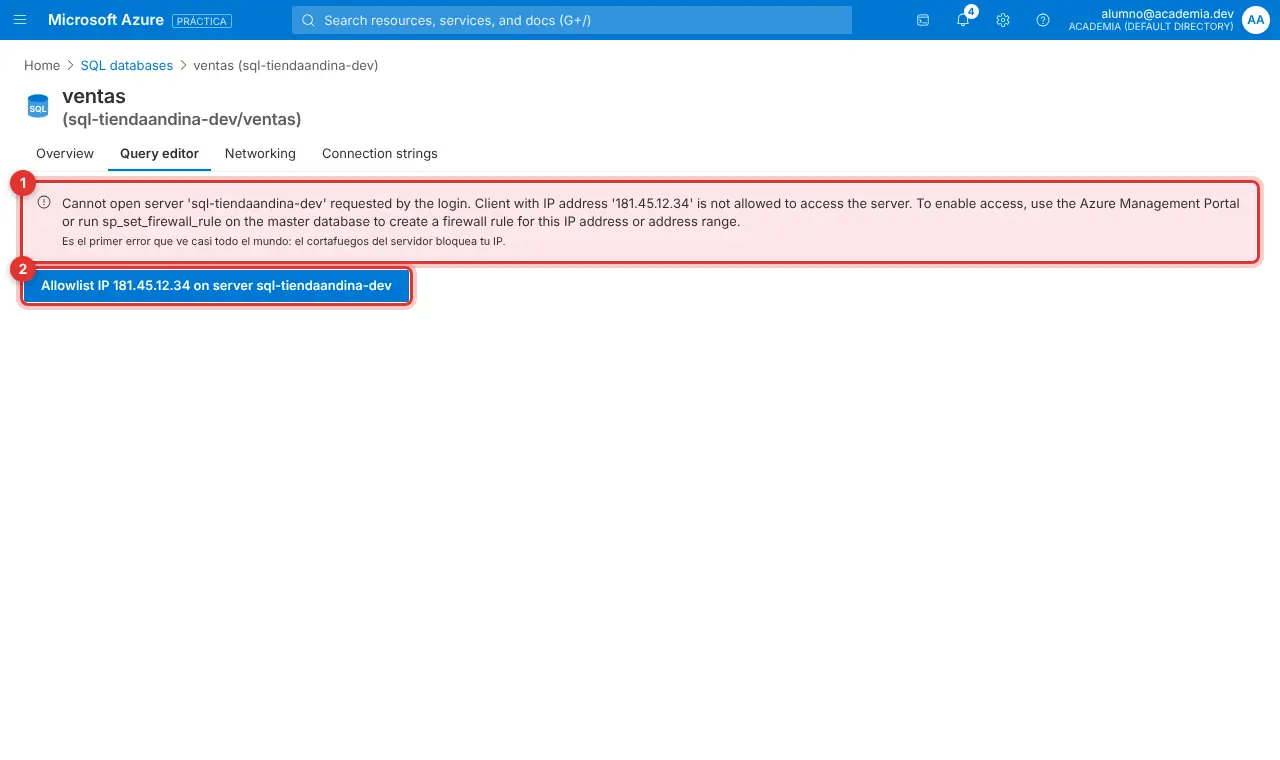 Microsoft Azure PRÁCTICA
Search resources, services, and docs (G+/)
4
alumno@academia.dev
ACADEMIA (DEFAULT DIRECTORY)
AA
Home > SQL databases > ventas (sql-tiendaandina-dev)
SQL
ventas
(sql-tiendaandina-dev/ventas)
Overview Query editor Networking Connection strings
1
Cannot open server 'sql-tiendaandina-dev' requested by the login. Client with IP address '181.45.12.34' is not allowed to access the server. To enable access, use the Azure Management Portal
or run sp_set_firewall_rule on the master database to create a firewall rule for this IP address or address range.
Es el primer error que ve casi todo el mundo: el cortafuegos del servidor bloquea tu IP.
2
Allowlist IP 181.45.12.34 on server sql-tiendaandina-dev